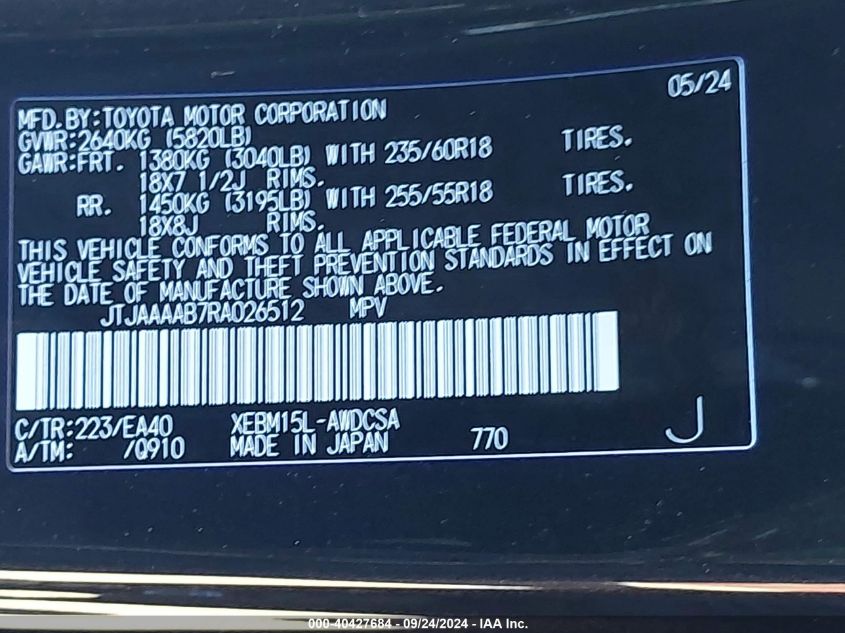 05/24
MFD.BY:TOYOTA MOTOR CORPORATION
GVWR:2640KG (5820LB)
GAWR:FRT. 1380KG (3040LB) WITH 235/60R18 TIRES.
18X7 1/2J RIMS.
RR. 1450KG (3195LB) WITH 255/55R18 TIRES.
18X8J RIMS.
THIS VEHICLE CONFORMS TO ALL APPLICABLE FEDERAL MOTOR
VEHICLE SAFETY AND THEFT PREVENTION STANDARDS IN EFFECT ON
THE DATE OF MANUFACTURE SHOWN ABOVE.
JTJAAAAB7RA026512 MPV
C/TR:223/EA40 XEBM15L-AWDCSA
A/TM: /Q910 MADE IN JAPAN 770 J
000-40427684 - 09/24/2024 - IAA Inc.